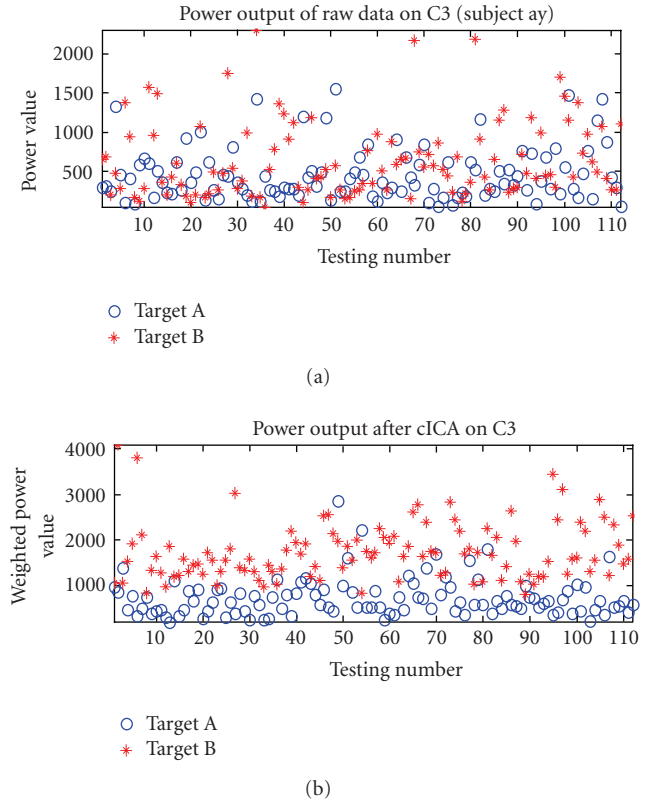 Power output of raw data on C3 (subject ay)
2000
1500
1000
500
Power value
10 20 30 40 50 60 70 80 90 100 110
Testing number
Target A
Target B
(a)
Power output after cICA on C3
4000
3000
2000
1000
Weighted power
value
10 20 30 40 50 60 70 80 90 100 110
Testing number
Target A
Target B
(b)